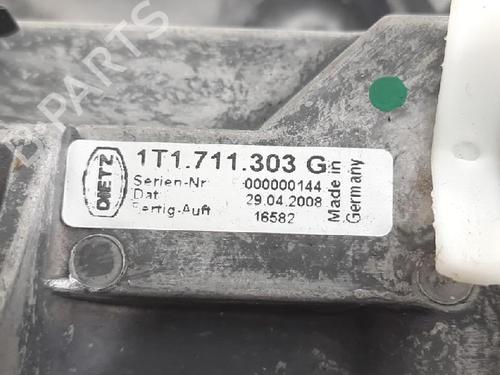 DIETZ
1T1.711.303 G
Serien-Nr 000000144
Dat 29.04.2008
Fertig-Auft 16582
Made in
Germany
B-PARTS